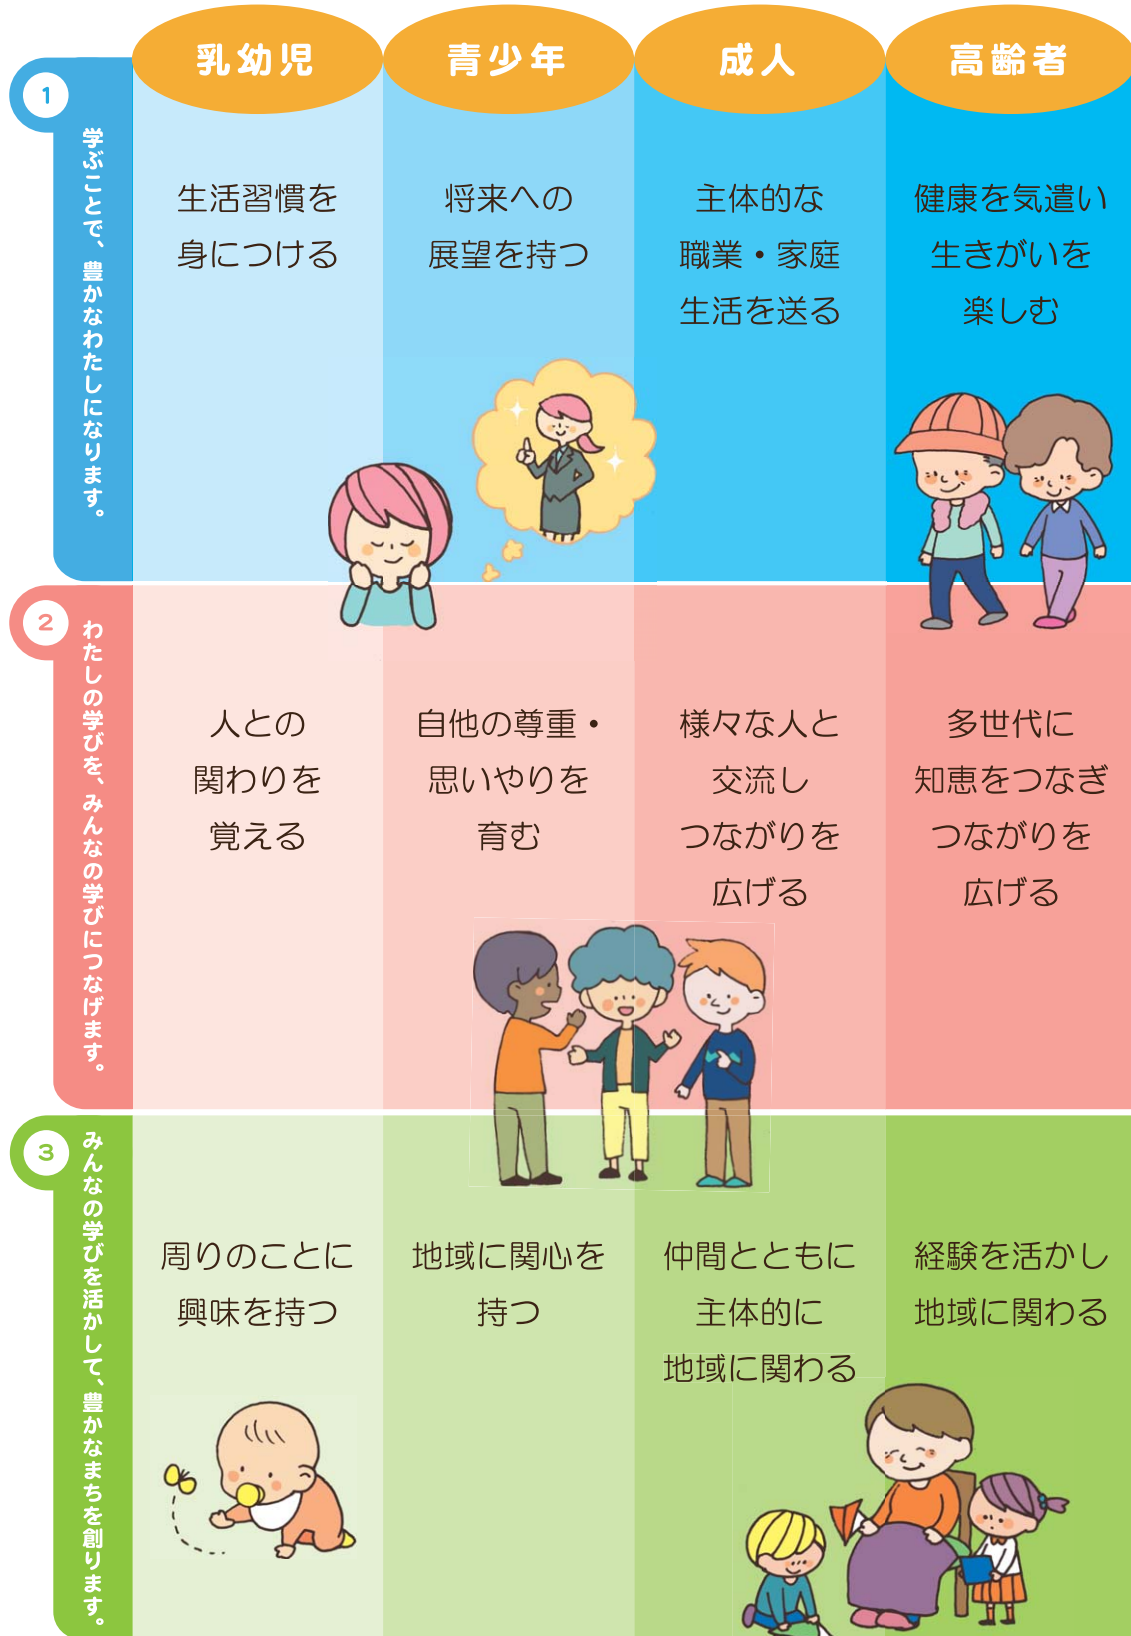 乳幼児
青少年
成人
高齢者
1
学ぶことで、豊かなわたしになります。
生活習慣を
身につける
将来への
展望を持つ
主体的な
職業・家庭
生活を送る
健康を気遣い
生きがいを
楽しむ
2
わたしの学びを、みんなの学びにつなげます。
人との
関わりを
覚える
自他の尊重・
思いやりを
育む
様々な人と
交流し
つながりを
広げる
多世代に
知恵をつなぎ
つながりを
広げる
3
みんなの学びを活かして、豊かなまちを創ります。
周りのことに
興味を持つ
地域に関心を
持つ
仲間とともに
主体的に
地域に関わる
経験を活かし
地域に関わる